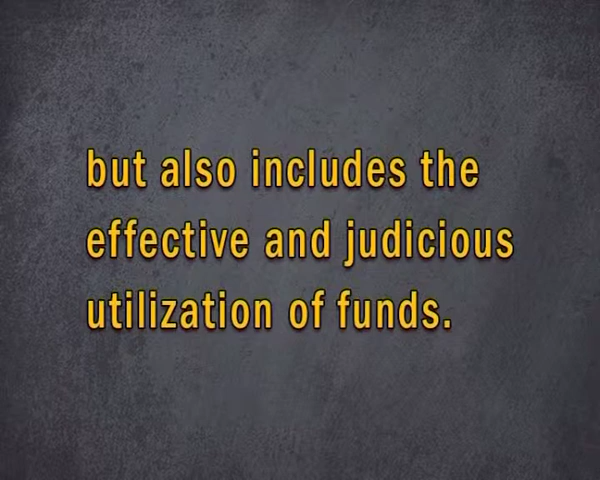 but also includes the
effective and judicious
utilization of funds.